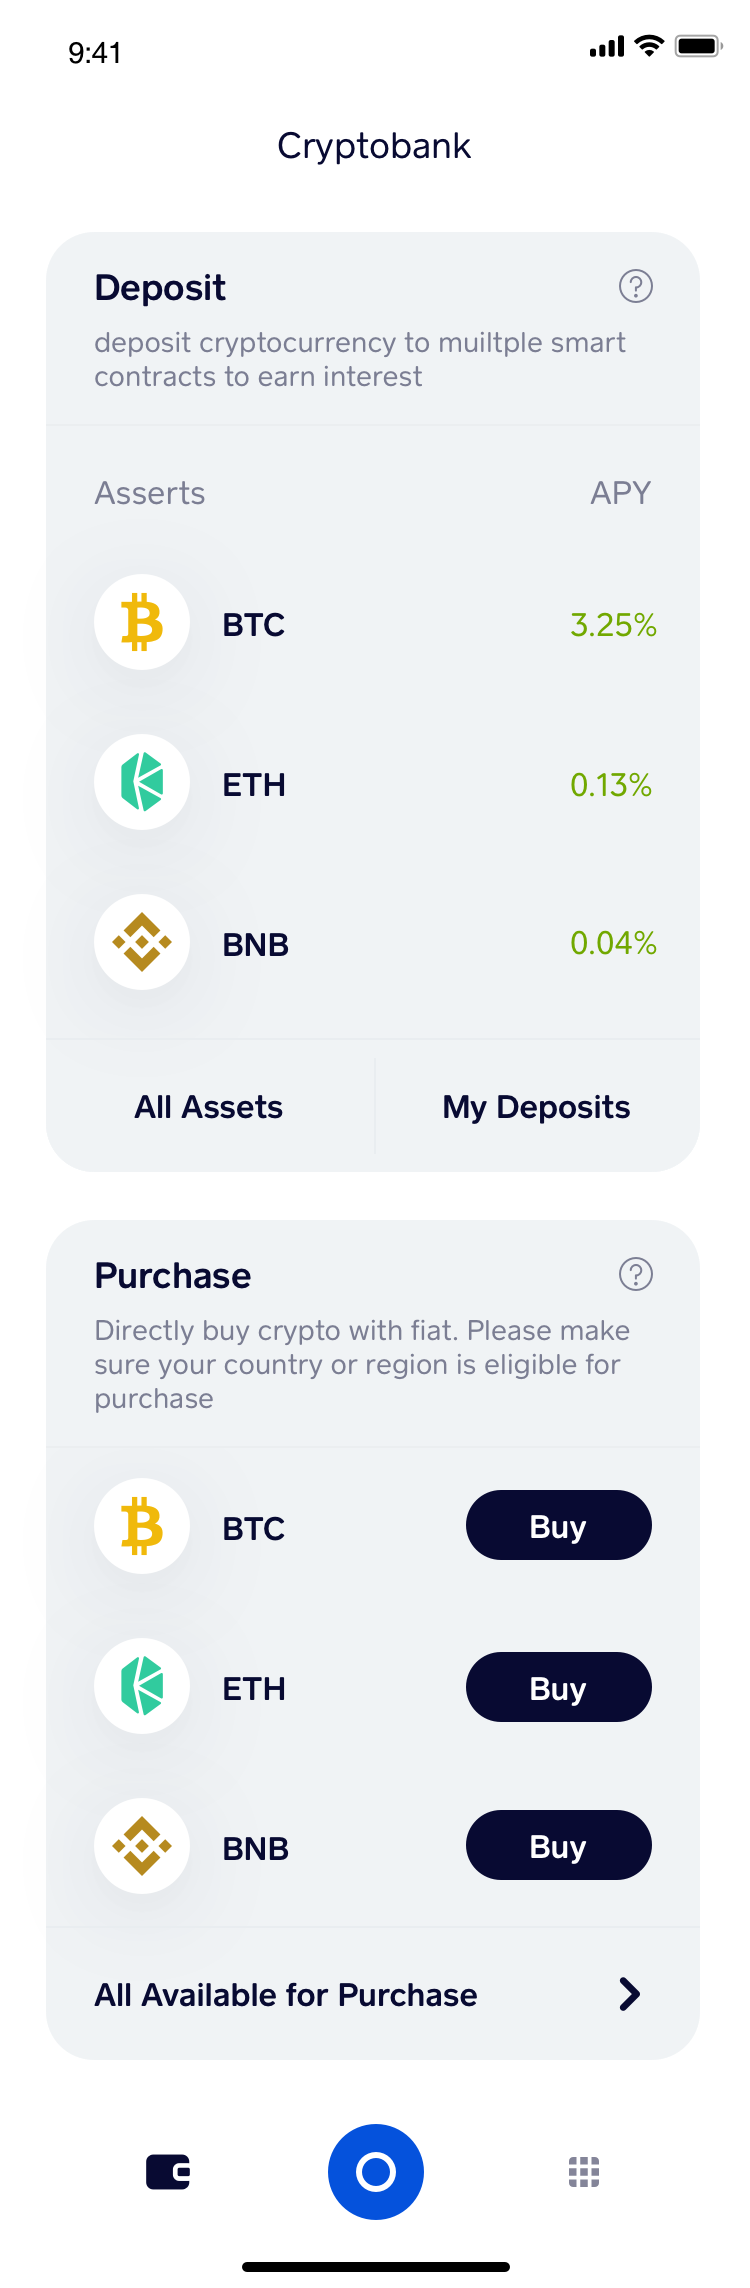 9:41
Cryptobank
Deposit
deposit cryptocurrency to muiltple smart
contracts to earn interest
Asserts APY
BTC 3.25%
ETH 0.13%
BNB 0.04%
All Assets My Deposits
Purchase
Directly buy crypto with fiat. Please make
sure your country or region is eligible for
purchase
BTC Buy
ETH Buy
BNB Buy
All Available for Purchase